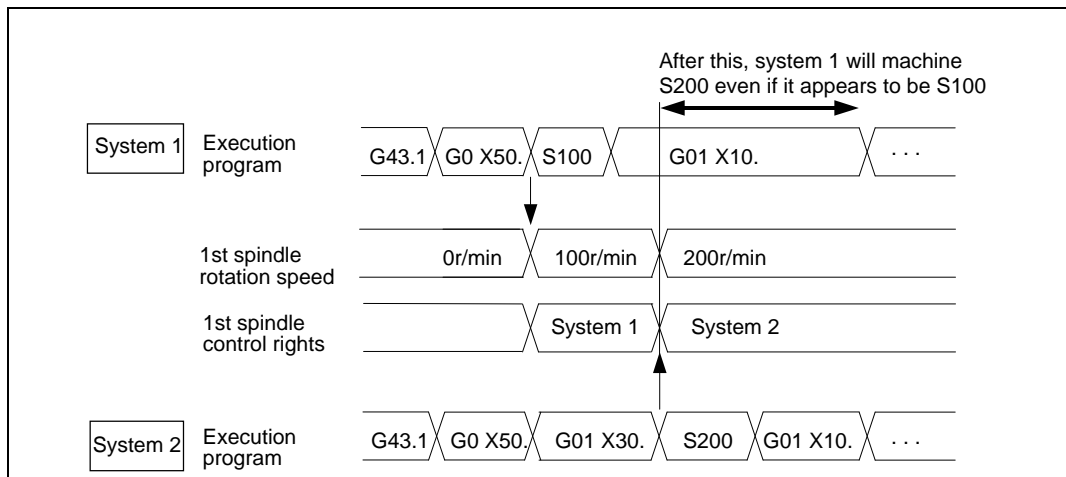 After this, system 1 will machine
S200 even if it appears to be S100
System 1
Execution
program
G43.1 G0 X50. S100 G01 X10. . . .
1st spindle
rotation speed
0r/min 100r/min 200r/min
1st spindle
control rights
System 1 System 2
System 2
Execution
program
G43.1 G0 X50. G01 X30. S200 G01 X10. . . .